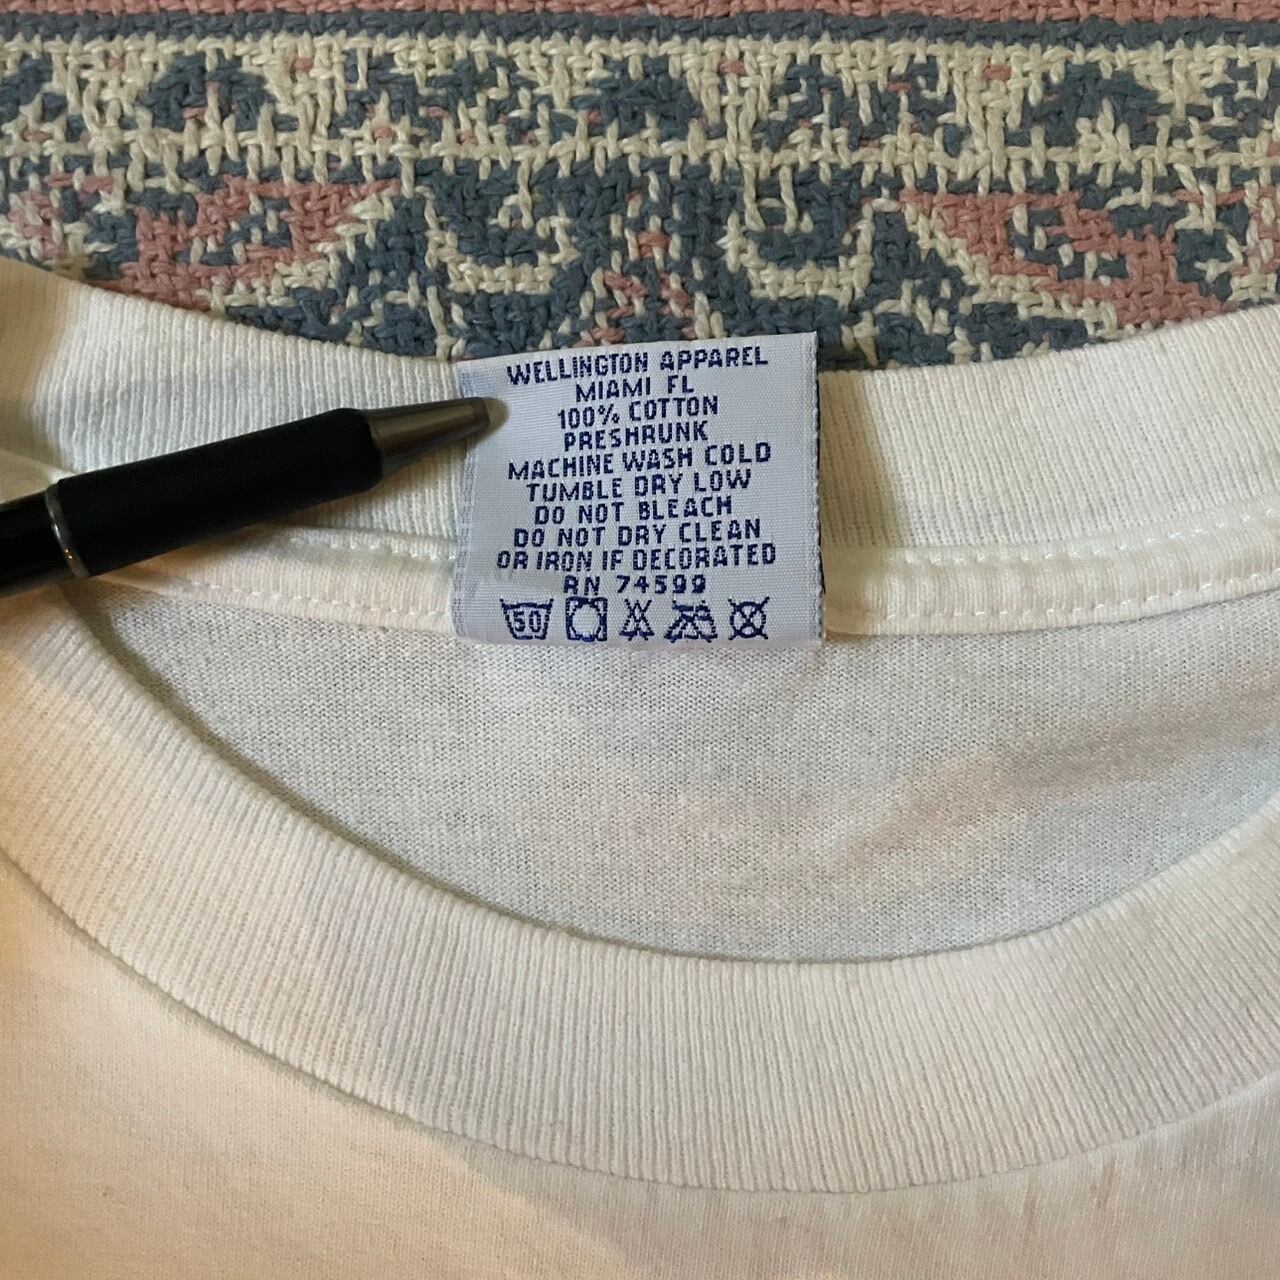 WELLINGTON APPAREL
MIAMI FL
100% COTTON
PRESHRUNK
MACHINE WASH COLD
TUMBLE DRY LOW
DO NOT BLEACH
DO NOT DRY CLEAN
OR IRON IF DECORATED
RN 74599
50